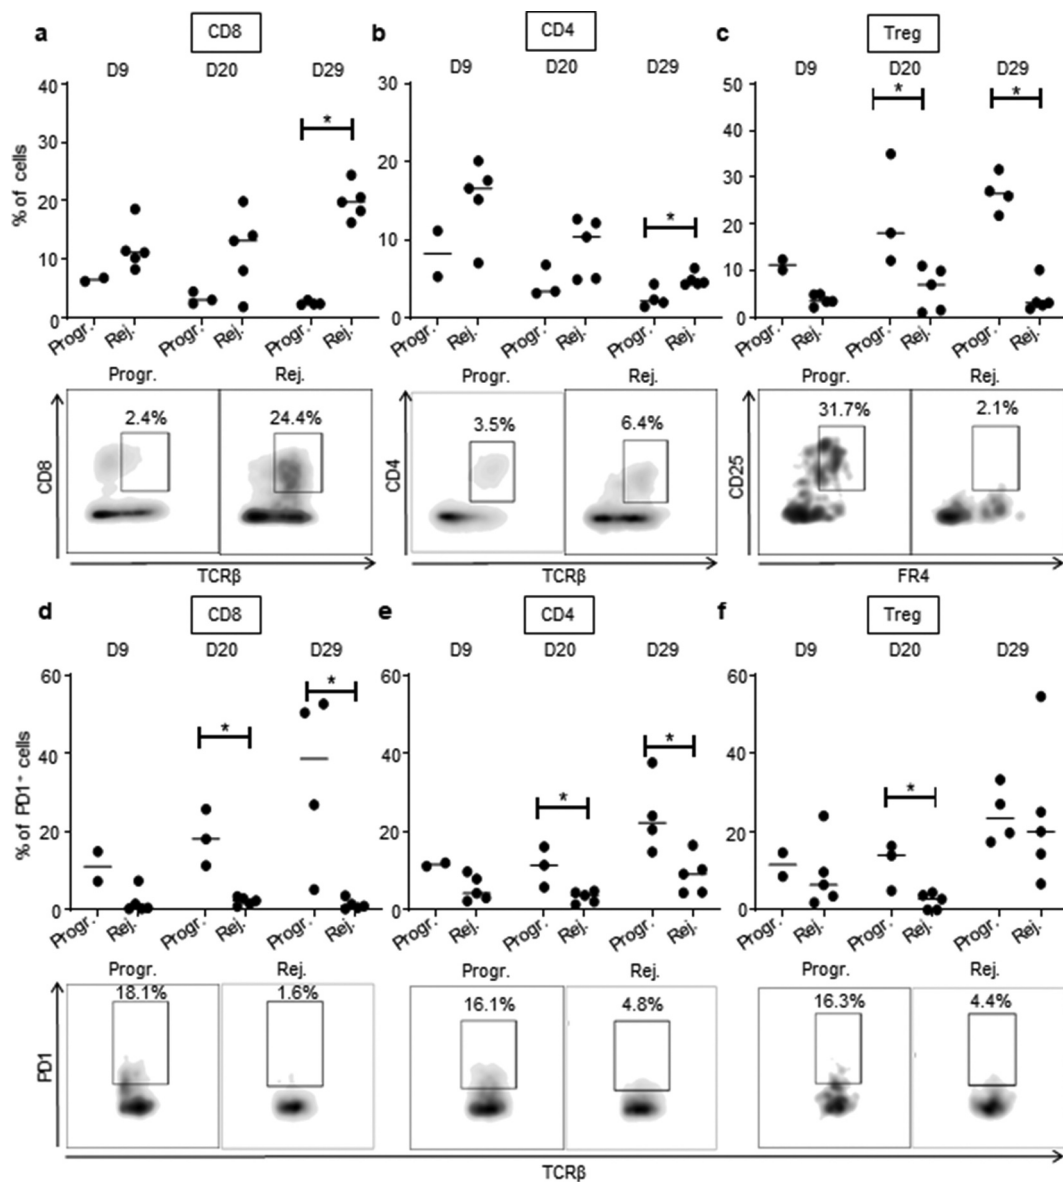 a CD8 b CD4 c Treg
D9 D20 D29 D9 D20 D29 D9 D20 D29
% of cells
40 30 20 10 0
30 20 10 0
50 40 30 20 10 0
* * * *
Progr. Rej. Progr. Rej. Progr. Rej. Progr. Rej. Progr. Rej. Progr. Rej. Progr. Rej. Progr. Rej. Progr. Rej.
Progr. Rej. Progr. Rej. Progr. Rej.
2.4% 24.4% 3.5% 6.4% 31.7% 2.1%
CD8 CD4 CD25
TCRβ TCRβ FR4
d CD8 e CD4 f Treg
D9 D20 D29 D9 D20 D29 D9 D20 D29
% of PD1+ cells
60 40 20 0
60 40 20 0
60 40 20 0
* * * * *
Progr. Rej. Progr. Rej. Progr. Rej. Progr. Rej. Progr. Rej. Progr. Rej. Progr. Rej. Progr. Rej. Progr. Rej.
Progr. Rej. Progr. Rej. Progr. Rej.
18.1% 1.6% 16.1% 4.8% 16.3% 4.4%
PD1
TCRβ